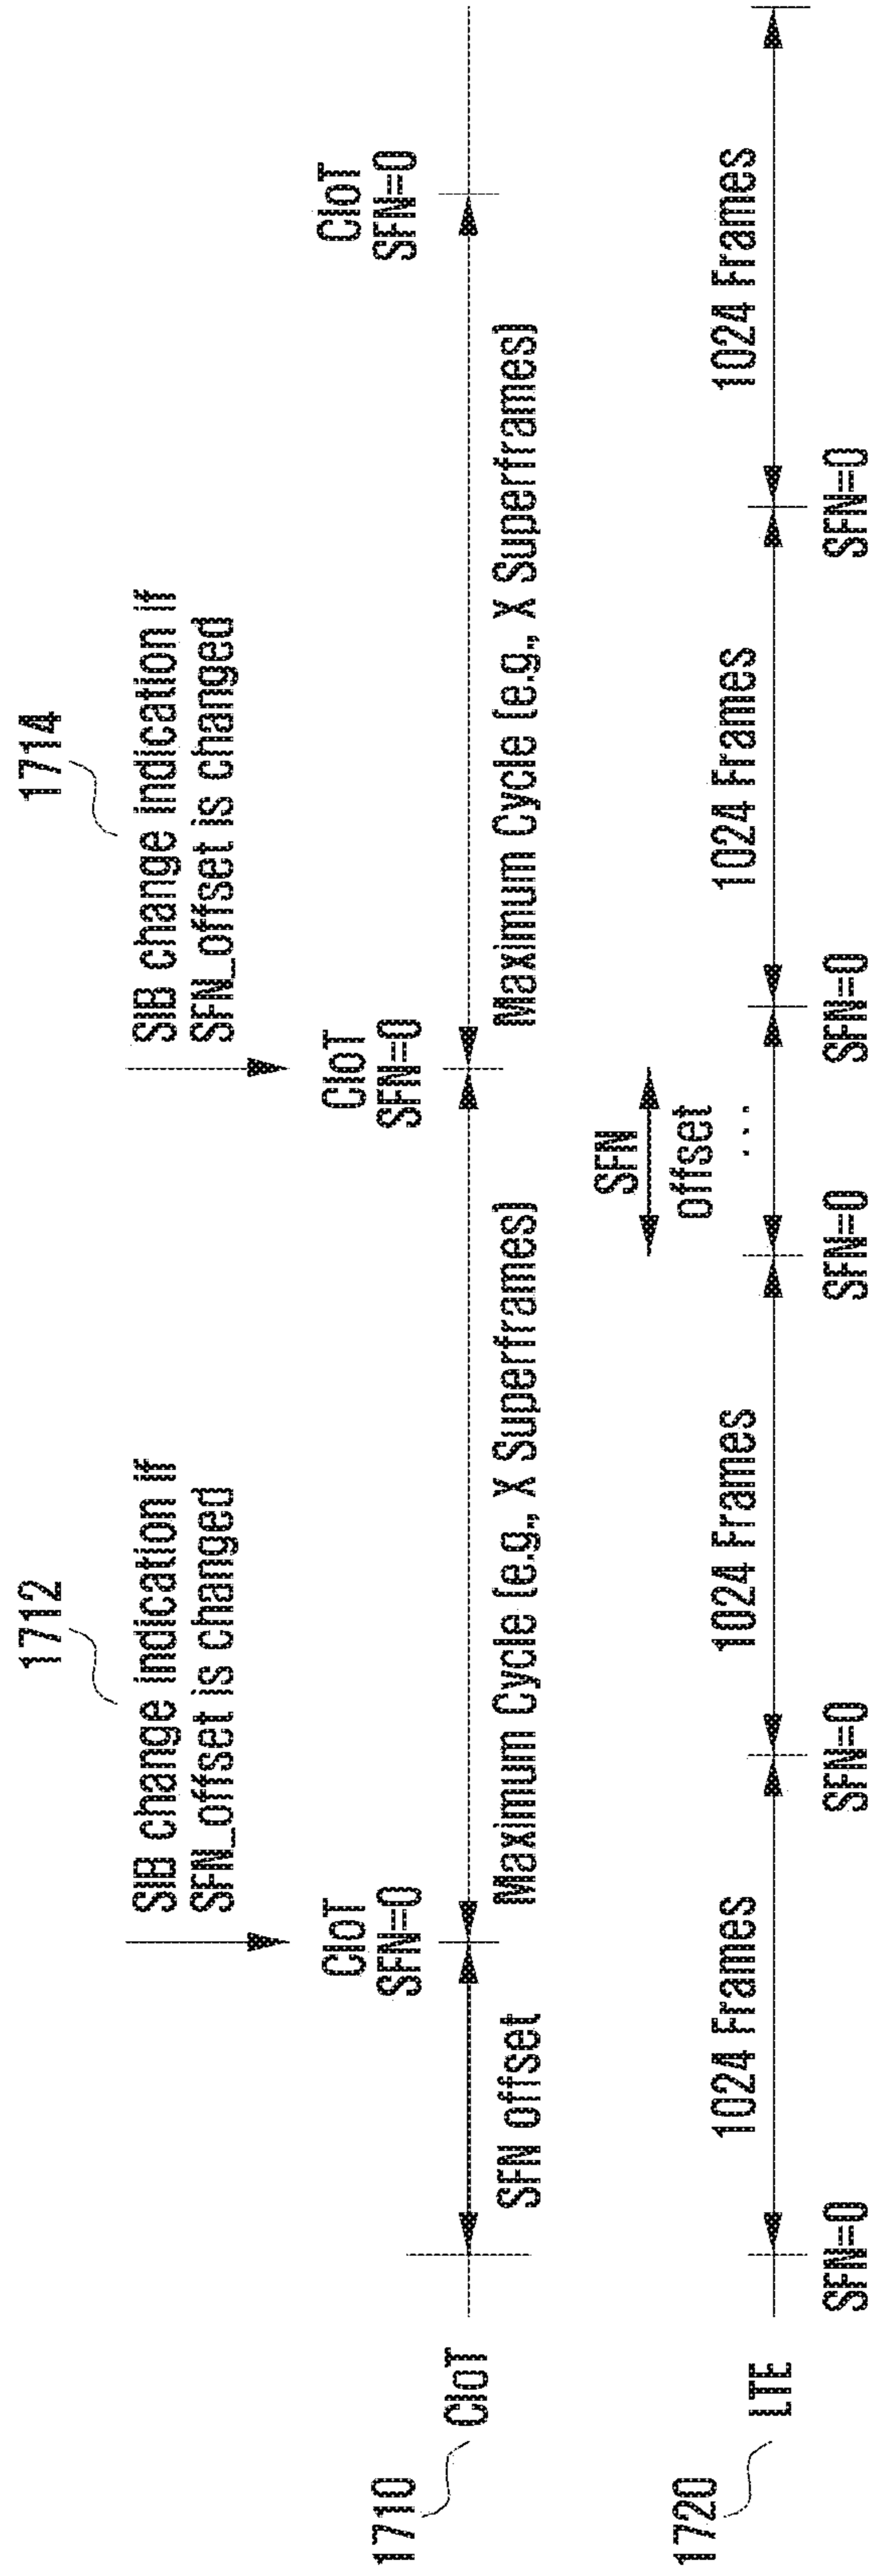 1712
1714
SIB change indication if
SFN_offset is changed
SIB change indication if
SFN_offset is changed
CIoT
SFN=0
CIoT
SFN=0
CIoT
SFN=0
1710
CIoT
SFN offset
Maximum Cycle (e.g., X Superframes)
Maximum Cycle (e.g., X Superframes)
SFN
offset
...
1024 Frames
1024 Frames
1024 Frames
1024 Frames
1720
LTE
SFN=0
SFN=0
SFN=0
SFN=0
SFN=0